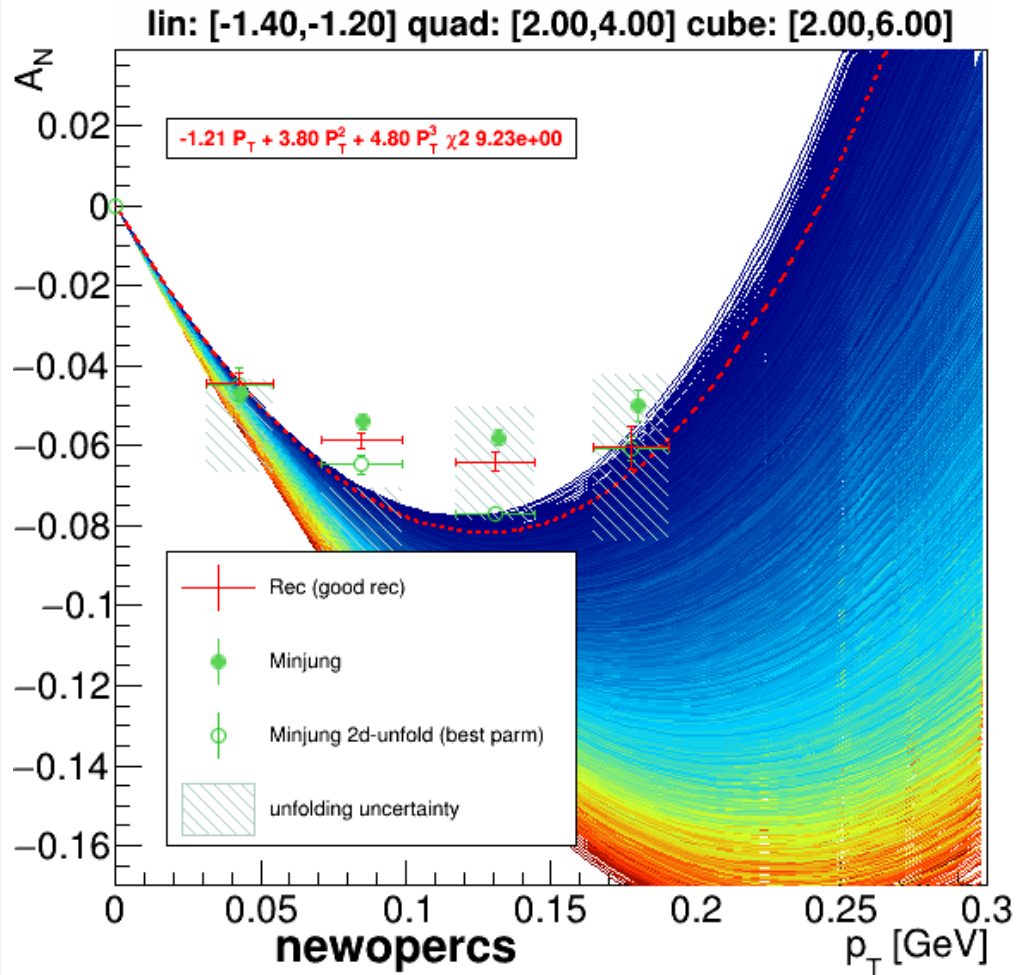 lin: [-1.40,-1.20] quad: [2.00,4.00] cube: [2.00,6.00]
A_N
-1.21 P_T + 3.80 P_T^2 + 4.80 P_T^3 χ2 9.23e+00
0.02
0
−0.02
−0.04
−0.06
−0.08
−0.1
−0.12
−0.14
−0.16
Rec (good rec)
Minjung
Minjung 2d-unfold (best parm)
unfolding uncertainty
0 0.05 0.1 0.15 0.2 0.25 0.3
newopercs
p_T [GeV]